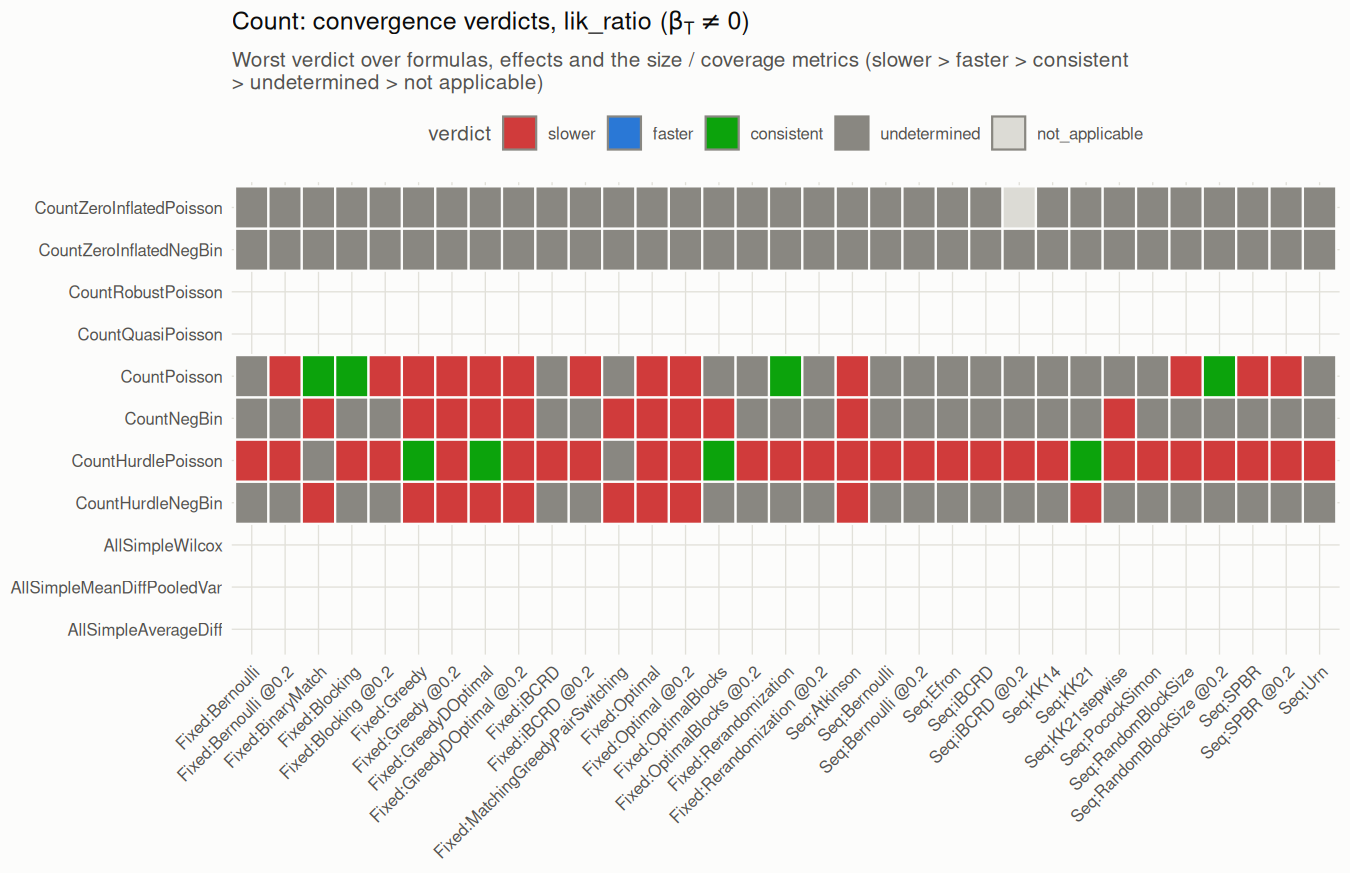 Count: convergence verdicts, lik_ratio (βT ≠ 0)
Worst verdict over formulas, effects and the size / coverage metrics (slower > faster > consistent
> undetermined > not applicable)
verdict slower faster consistent undetermined not_applicable
CountZeroInflatedPoisson
CountZeroInflatedNegBin
CountRobustPoisson
CountQuasiPoisson
CountPoisson
CountNegBin
CountHurdlePoisson
CountHurdleNegBin
AllSimpleWilcox
AllSimpleMeanDiffPooledVar
AllSimpleAverageDiff
Fixed:Bernoulli
Fixed:Bernoulli @0.2
Fixed:BinaryMatch
Fixed:Blocking
Fixed:Blocking @0.2
Fixed:Greedy
Fixed:Greedy @0.2
Fixed:GreedyDOptimal
Fixed:GreedyDOptimal @0.2
Fixed:iBCRD
Fixed:iBCRD @0.2
Fixed:MatchingGreedyPairSwitching
Fixed:Optimal
Fixed:Optimal @0.2
Fixed:OptimalBlocks
Fixed:OptimalBlocks @0.2
Fixed:Rerandomization
Fixed:Rerandomization @0.2
Seq:Atkinson
Seq:Bernoulli
Seq:Bernoulli @0.2
Seq:Efron
Seq:iBCRD
Seq:iBCRD @0.2
Seq:KK14
Seq:KK21
Seq:KK21stepwise
Seq:PocockSimon
Seq:RandomBlockSize
Seq:RandomBlockSize @0.2
Seq:SPBR
Seq:SPBR @0.2
Seq:Urn